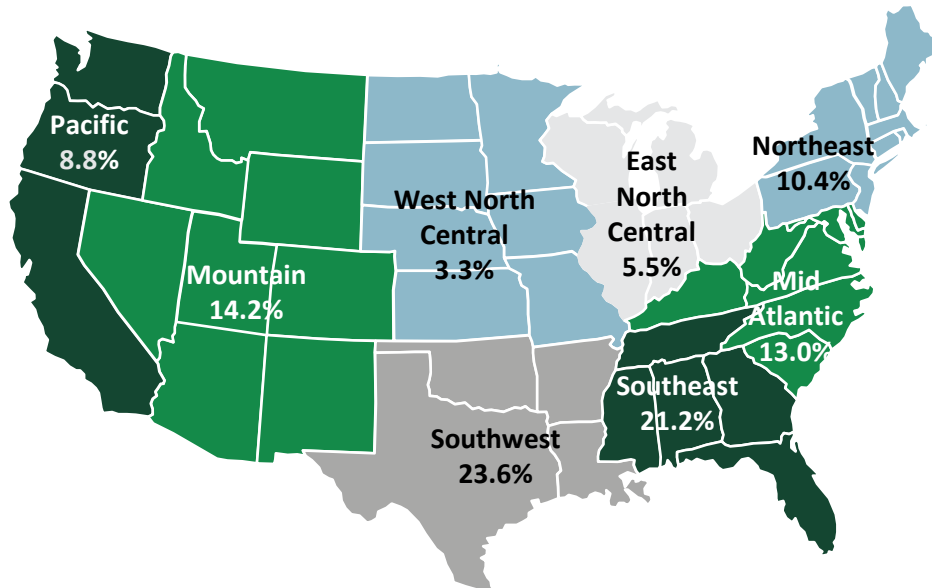 Pacific
8.8%
Mountain
14.2%
West North
Central
3.3%
East
North
Central
5.5%
Northeast
10.4%
Mid
Atlantic
13.0%
Southeast
21.2%
Southwest
23.6%